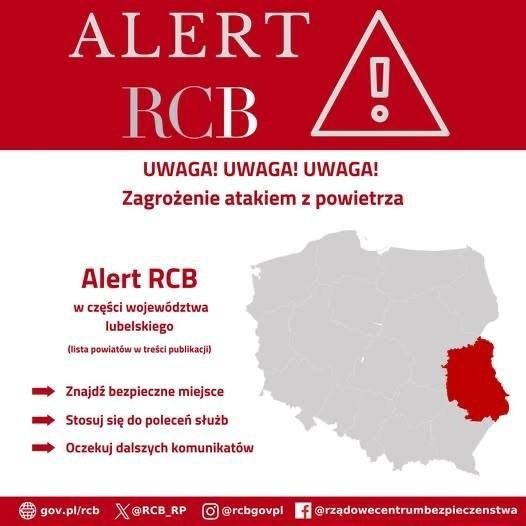 ALERT
RCB
UWAGA! UWAGA! UWAGA!
Zagrożenie atakiem z powietrza
Alert RCB
w części województwa
lubelskiego
(lista powiatów w treści publikacji)
Znajdź bezpieczne miejsce
Stosuj się do poleceń służb
Oczekuj dalszych komunikatów
gov.pl/rcb @RCB_RP @rcbgovpl @rządowecentrumbezpieczenstwa